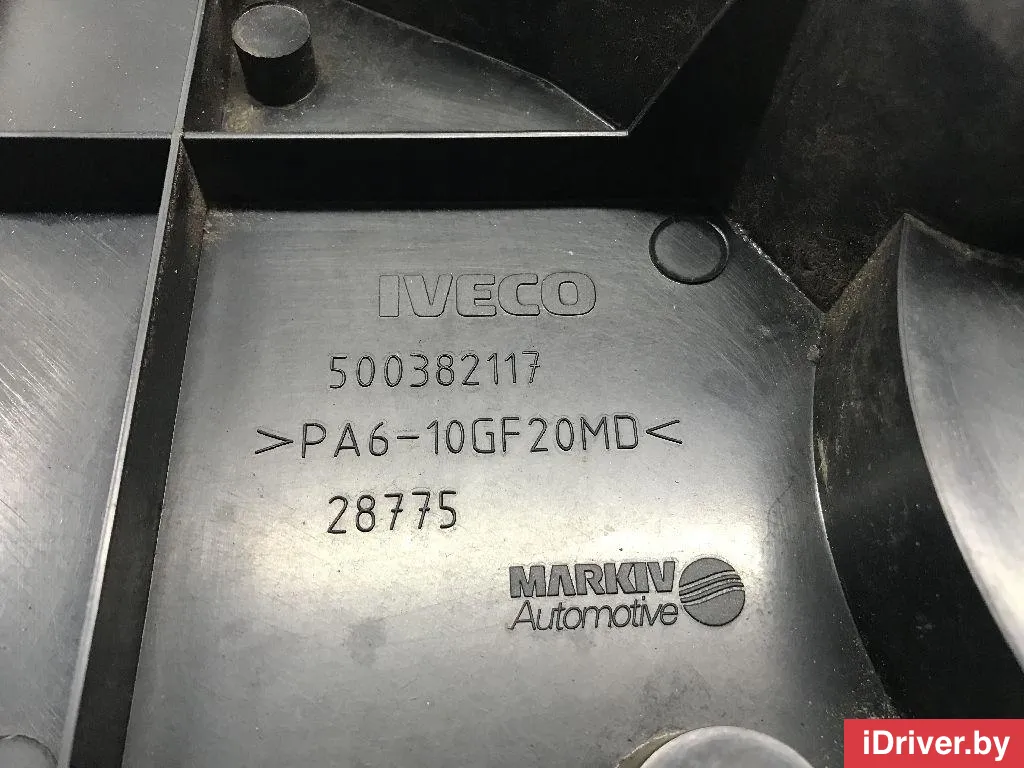 IVECO
500382117
>PA6-10GF20MD<
28775
MARKIV
Automotive
iDriver.by